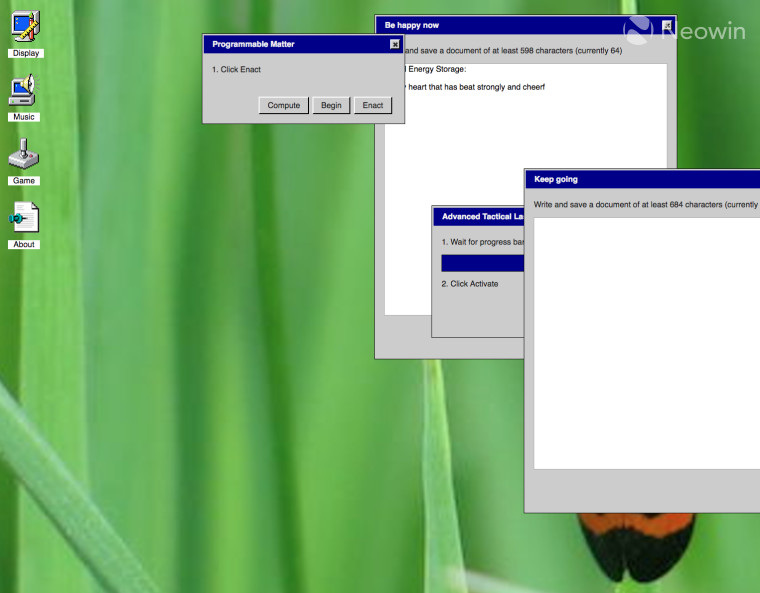 Display
Music
Game
About
Programmable Matter
1. Click Enact
Compute
Begin
Enact
Be happy now
and save a document of at least 598 characters (currently 64)
Energy Storage:
heart that has beat strongly and cheerf
Advanced Tactical
1. Wait for progress
2. Click Activate
Keep going
Write and save a document of at least 684 characters (currently
Neowin